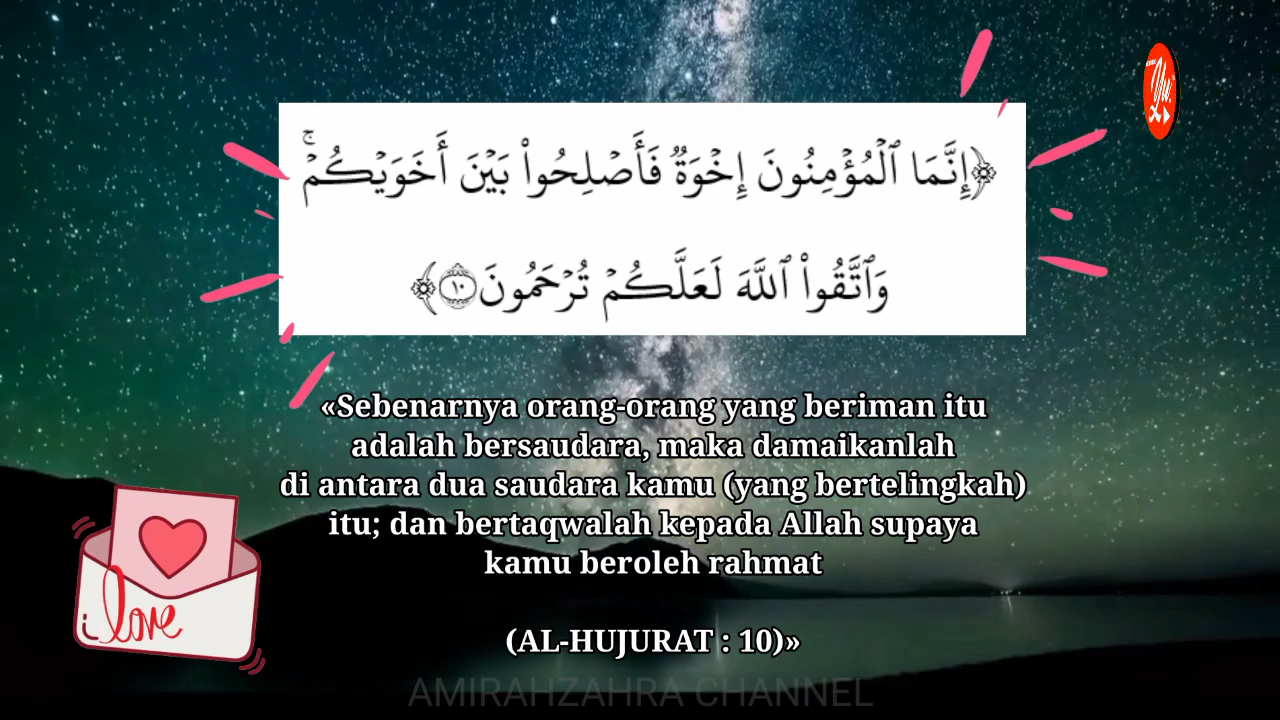 ﴿إِنَّمَا ٱلْمُؤْمِنُونَ إِخْوَةٌ فَأَصْلِحُوا۟ بَيْنَ أَخَوَيْكُمْ ۚ
وَٱتَّقُوا۟ ٱللَّهَ لَعَلَّكُمْ تُرْحَمُونَ ١٠﴾
«Sebenarnya orang-orang yang beriman itu
adalah bersaudara, maka damaikanlah
di antara dua saudara kamu (yang bertelingkah)
itu; dan bertaqwalah kepada Allah supaya
kamu beroleh rahmat
(AL-HUJURAT : 10)»
i love
AMIRAHZAHRA CHANNEL